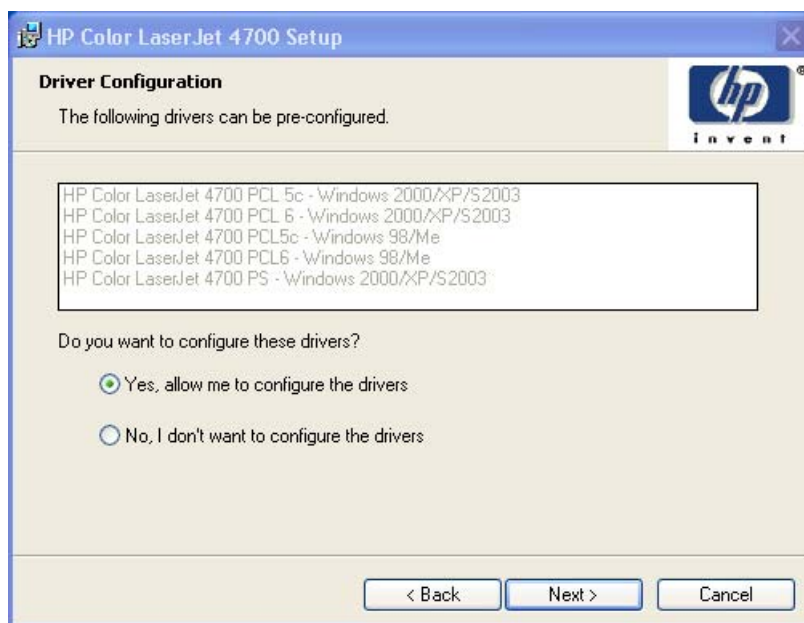 HP Color LaserJet 4700 Setup
Driver Configuration
The following drivers can be pre-configured.
hp
®
invent
HP Color LaserJet 4700 PCL 5c - Windows 2000/XP/S2003
HP Color LaserJet 4700 PCL 6 - Windows 2000/XP/S2003
HP Color LaserJet 4700 PCL5c - Windows 98/Me
HP Color LaserJet 4700 PCL6 - Windows 98/Me
HP Color LaserJet 4700 PS - Windows 2000/XP/S2003
Do you want to configure these drivers?
Yes, allow me to configure the drivers
No, I don't want to configure the drivers
< Back Next > Cancel